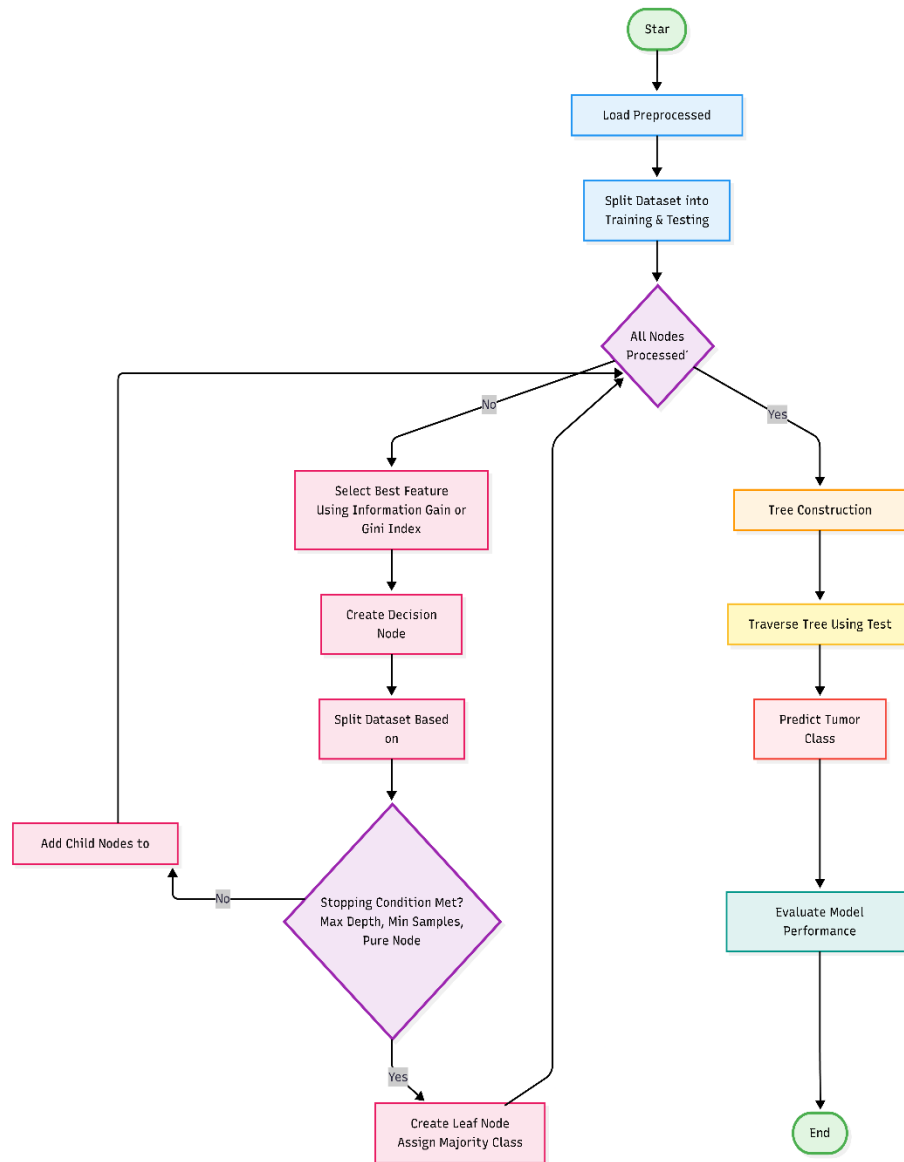 Star
Load Preprocessed
Split Dataset into
Training & Testing
All Nodes
Processed'
No
Yes
Select Best Feature
Using Information Gain or
Gini Index
Tree Construction
Create Decision
Node
Traverse Tree Using Test
Split Dataset Based
on
Predict Tumor
Class
Add Child Nodes to
No
Stopping Condition Met?
Max Depth, Min Samples,
Pure Node
Evaluate Model
Performance
Yes
Create Leaf Node
Assign Majority Class
End